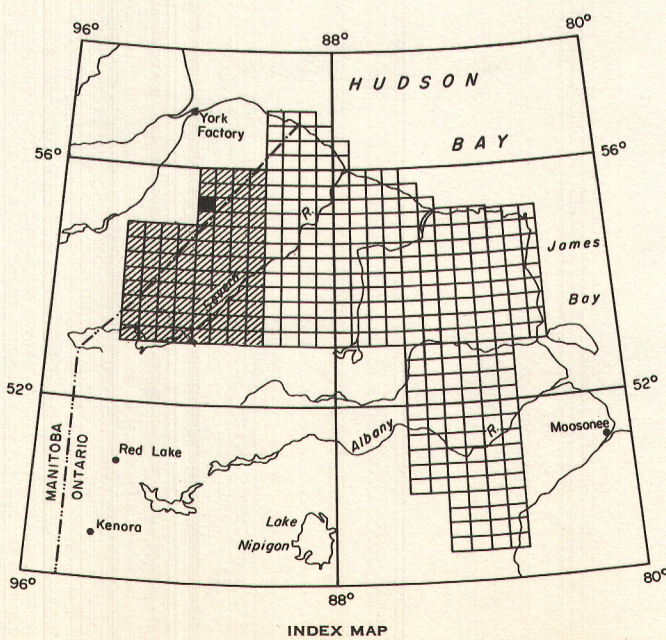 96°
88°
80°
HUDSON
BAY
York
Factory
56°
56°
R.
Severn
James
Bay
52°
52°
MANITOBA
ONTARIO
Red Lake
Albany
R.
Moosonee
Kenora
Lake
Nipigon
96°
88°
80°
INDEX MAP